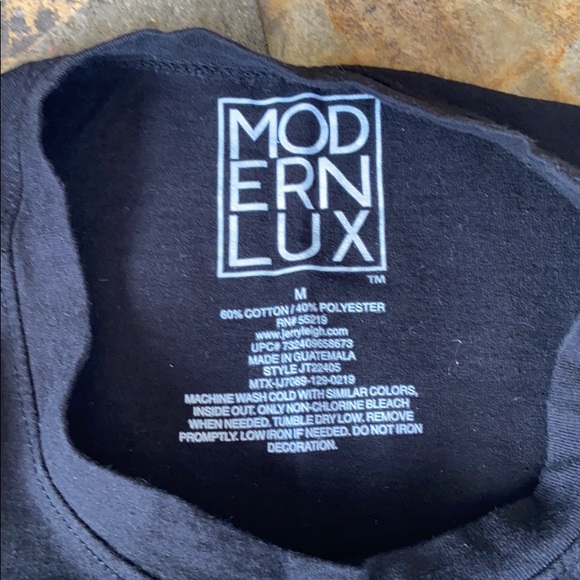 MOD
ERN
LUX
TM
M
60% COTTON / 40% POLYESTER
RN# 55219
www.jerryleigh.com
UPC# 732409658673
MADE IN GUATEMALA
STYLE JT22405
MTX-IJ7089-129-0219
MACHINE WASH COLD WITH SIMILAR COLORS,
INSIDE OUT. ONLY NON-CHLORINE BLEACH
WHEN NEEDED. TUMBLE DRY LOW. REMOVE
PROMPTLY. LOW IRON IF NEEDED. DO NOT IRON
DECORATION.